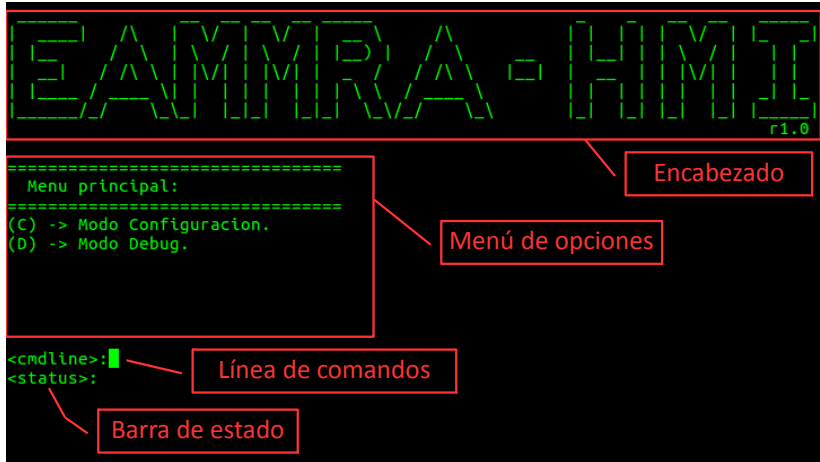 EAMMRA-HMI
r1.0
Encabezado
=================================
Menu principal:
=================================
(C) -> Modo Configuracion.
(D) -> Modo Debug.
Menú de opciones
<cmdline>:
Línea de comandos
<status>:
Barra de estado